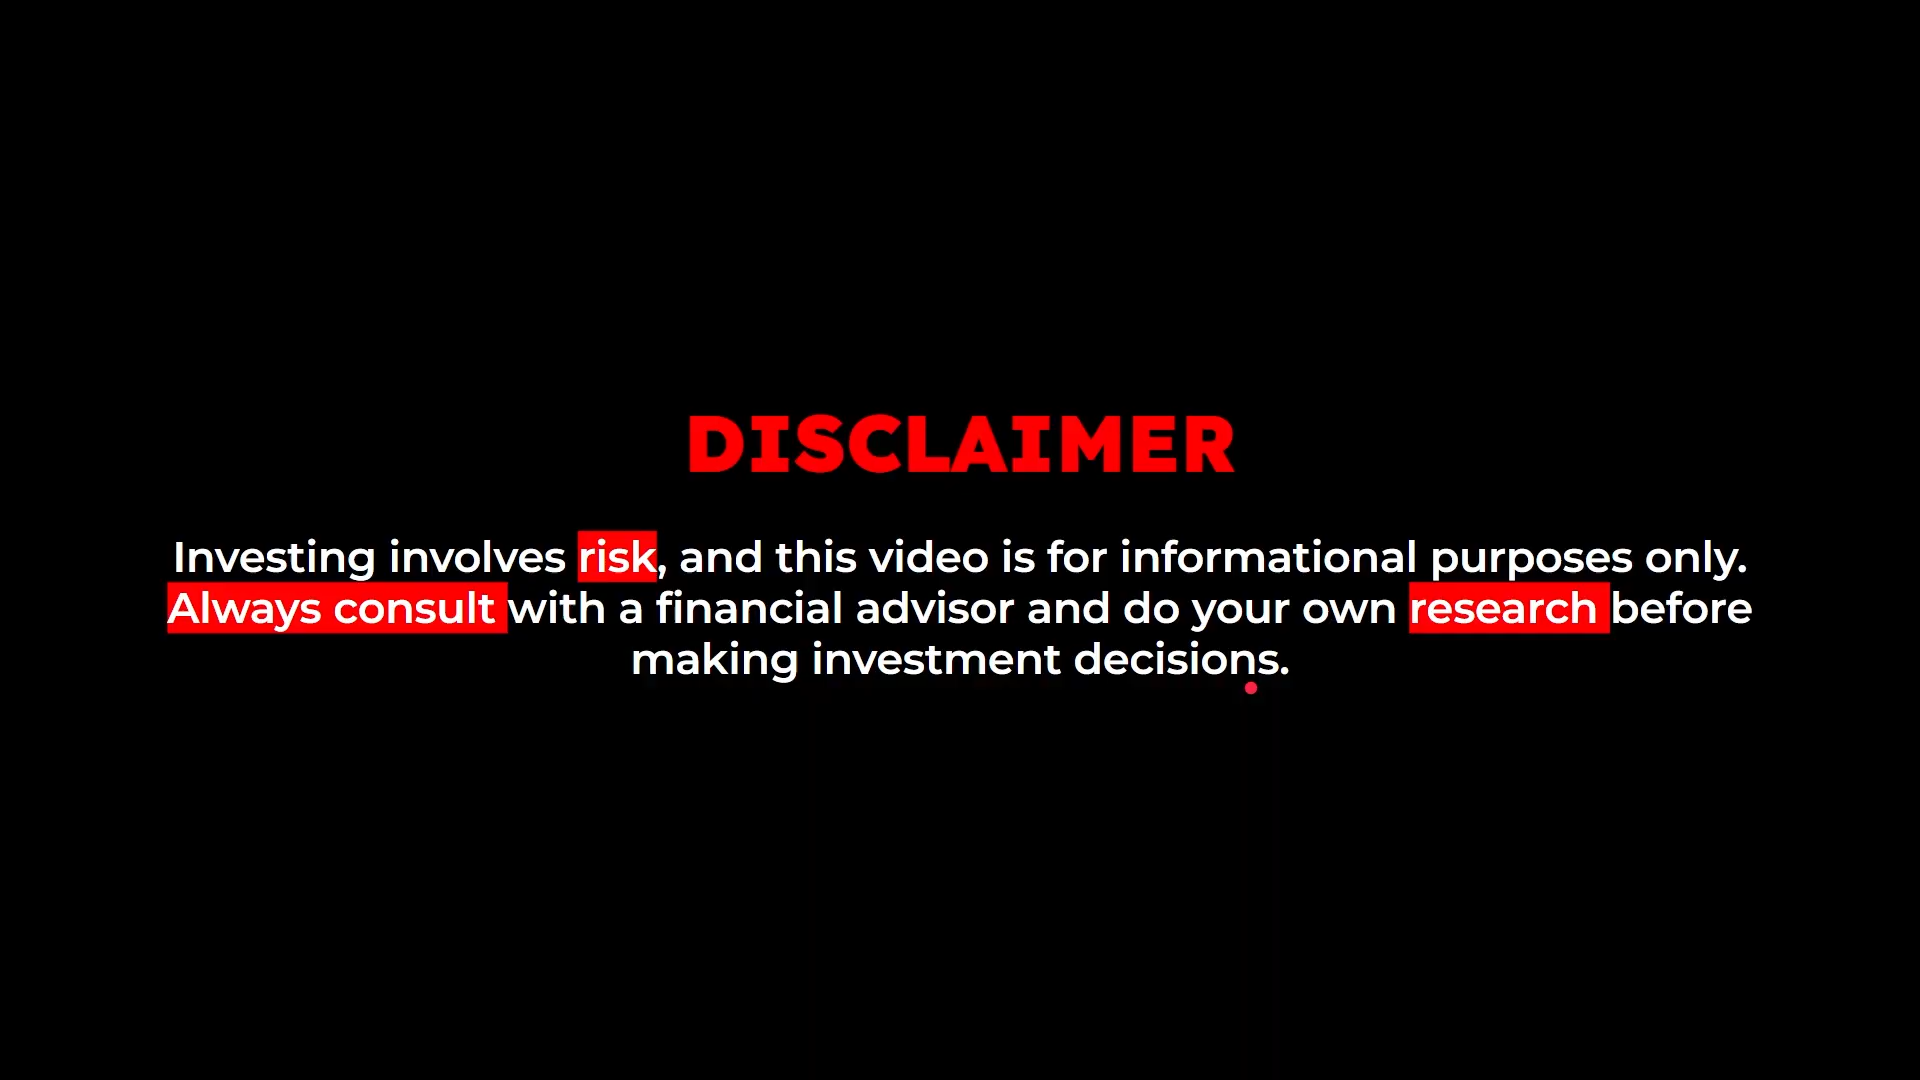 DISCLAIMER
Investing involves risk, and this video is for informational purposes only.
Always consult with a financial advisor and do your own research before
making investment decisions.